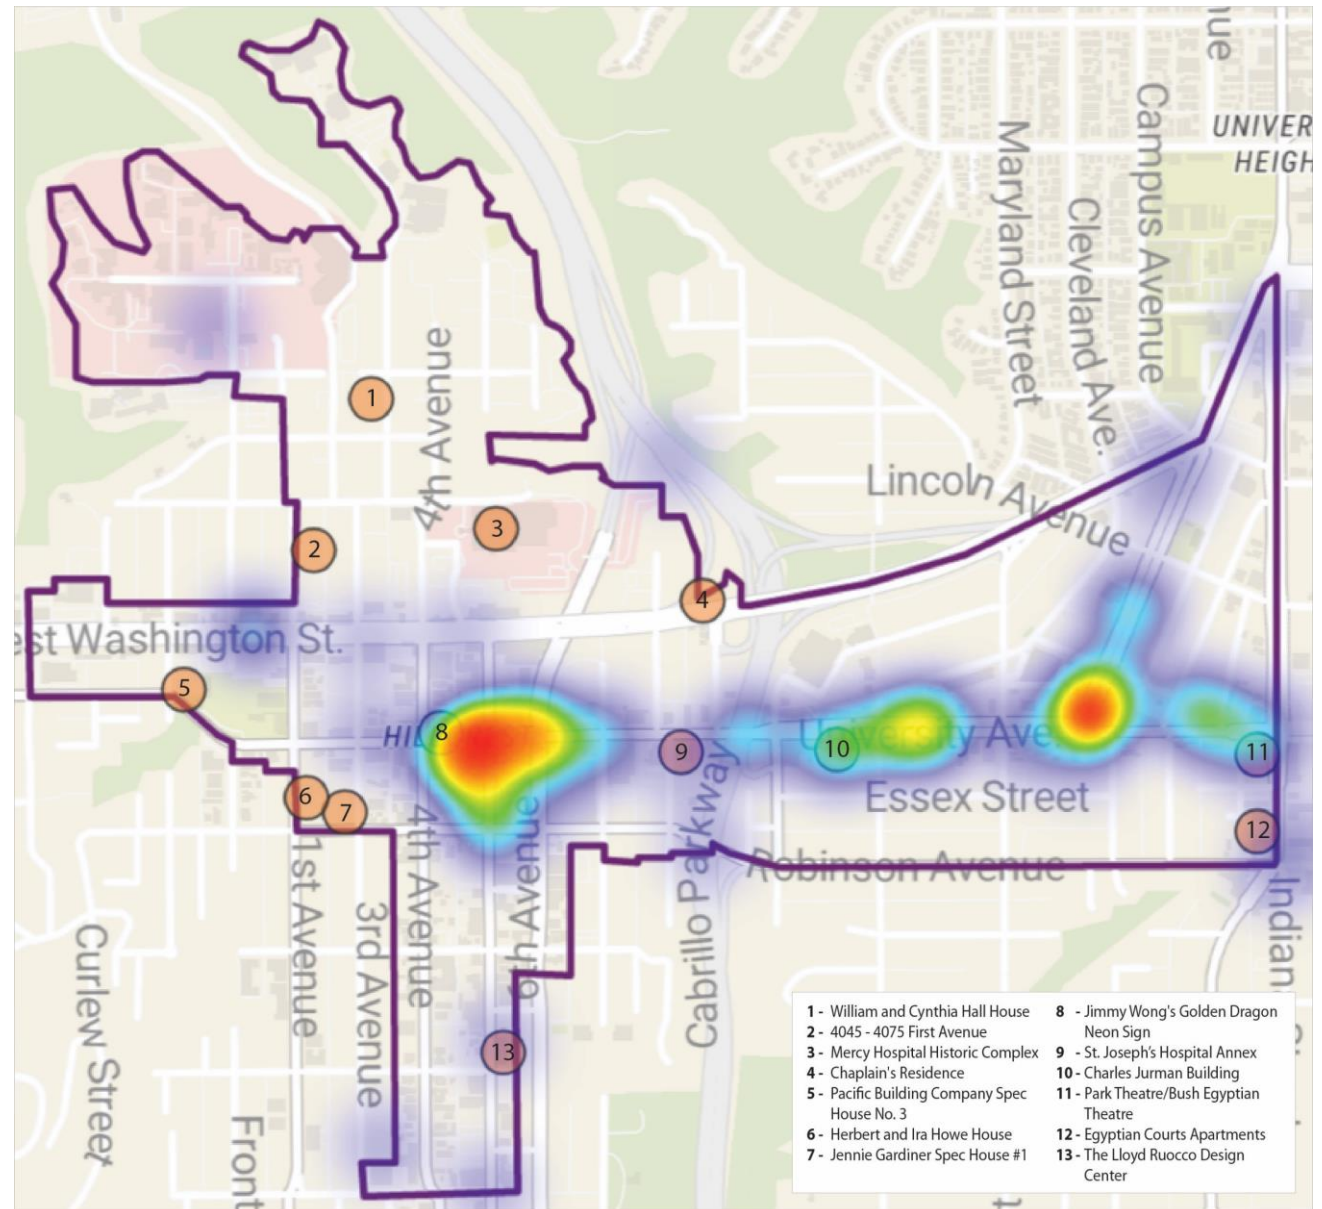 nue
UNIVER
HEIGH
Campus Avenue
Maryland Street
Cleveland Ave.
4th Avenue
Lincoln Avenue
1
2
3
4
est Washington St.
5
HIL
8
9
University Ave.
10
11
Essex Street
6
7
12
Robinson Avenue
1st Avenue
4th Avenue
6th Avenue
Cabrillo Parkway
3rd Avenue
Curlew Street
Front
13
Indian
1 - William and Cynthia Hall House
2 - 4045 - 4075 First Avenue
3 - Mercy Hospital Historic Complex
4 - Chaplain's Residence
5 - Pacific Building Company Spec
House No. 3
6 - Herbert and Ira Howe House
7 - Jennie Gardiner Spec House #1
8 - Jimmy Wong's Golden Dragon
Neon Sign
9 - St. Joseph's Hospital Annex
10 - Charles Jurman Building
11 - Park Theatre/Bush Egyptian
Theatre
12 - Egyptian Courts Apartments
13 - The Lloyd Ruocco Design
Center